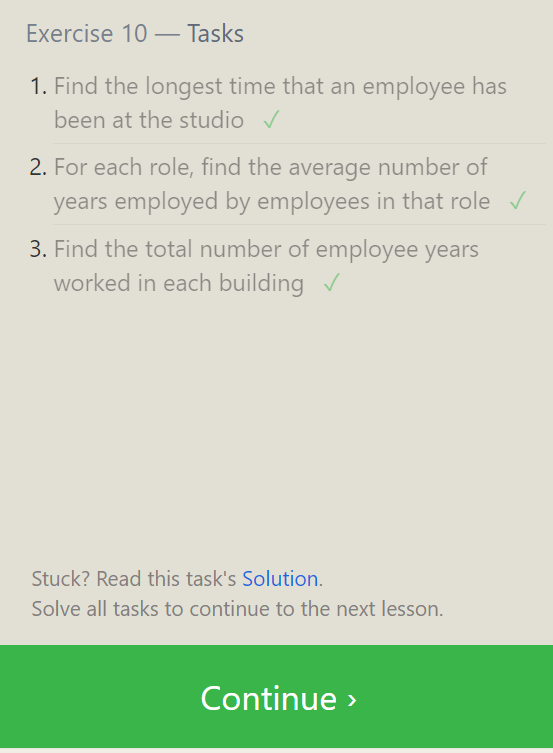 Exercise 10 — Tasks
1. Find the longest time that an employee has
been at the studio ✓
2. For each role, find the average number of
years employed by employees in that role ✓
3. Find the total number of employee years
worked in each building ✓
Stuck? Read this task's Solution.
Solve all tasks to continue to the next lesson.
Continue ›